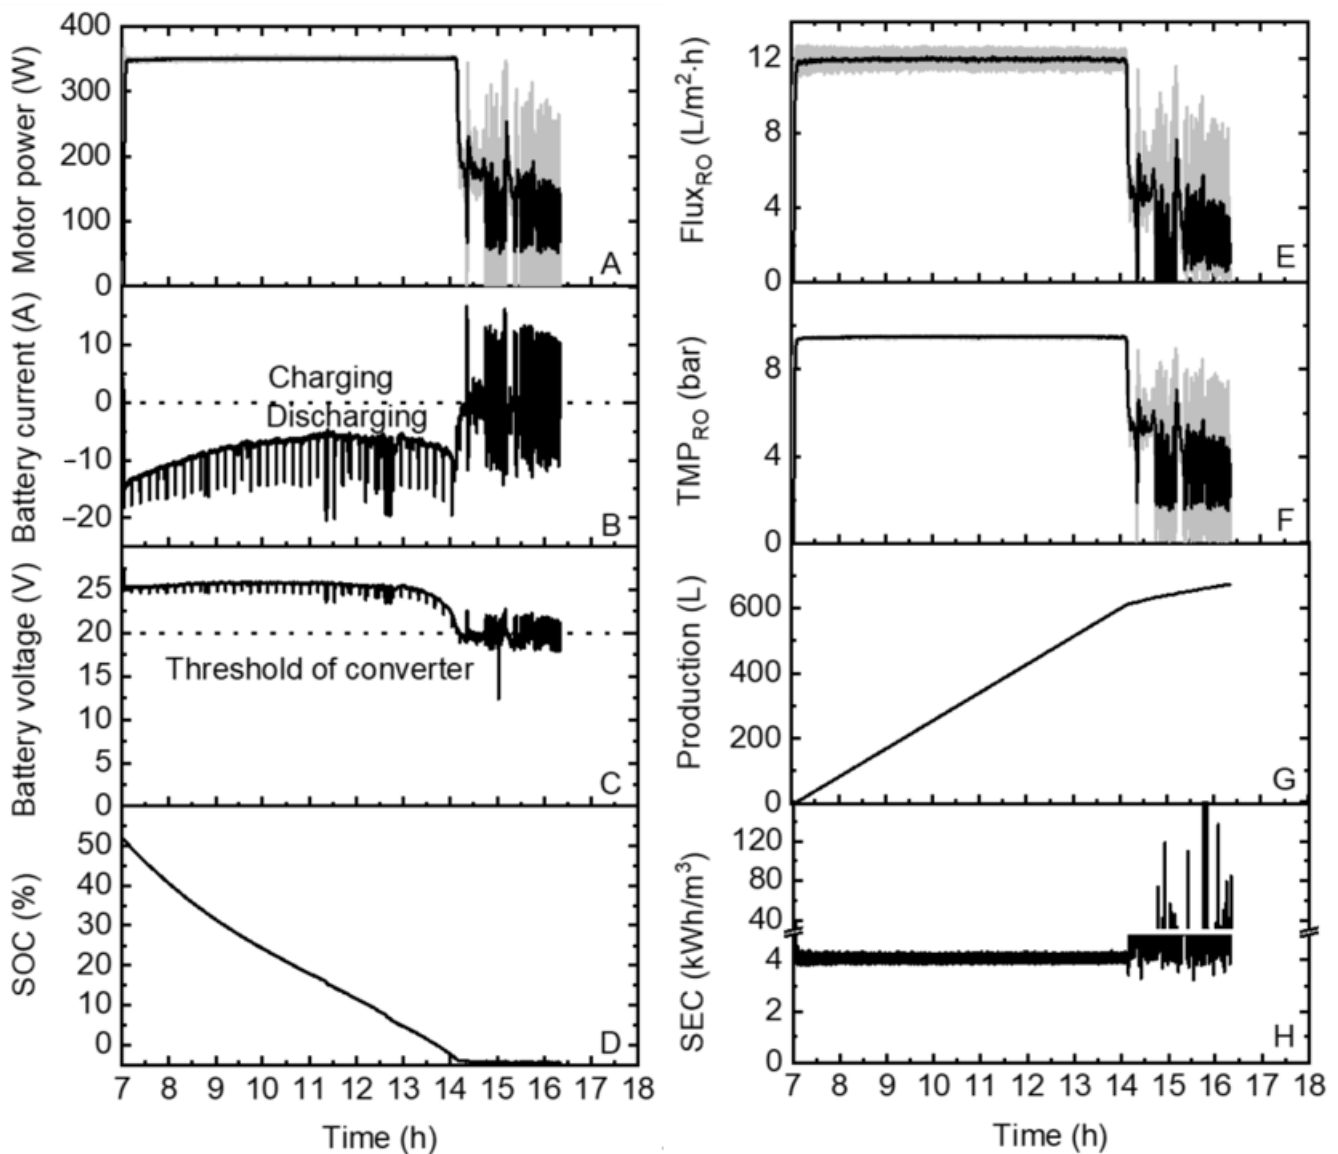 Motor power (W)
400
300
200
100
0
A
Battery current (A)
10
0
−10
−20
Charging
Discharging
B
Battery voltage (V)
25
20
15
10
5
0
Threshold of converter
C
SOC (%)
50
40
30
20
10
0
D
7 8 9 10 11 12 13 14 15 16 17 18
Time (h)
Flux_RO (L/m²·h)
12
8
4
0
E
TMP_RO (bar)
8
4
0
F
Production (L)
600
400
200
0
G
SEC (kWh/m³)
120
80
40
4
2
0
H
7 8 9 10 11 12 13 14 15 16 17 18
Time (h)